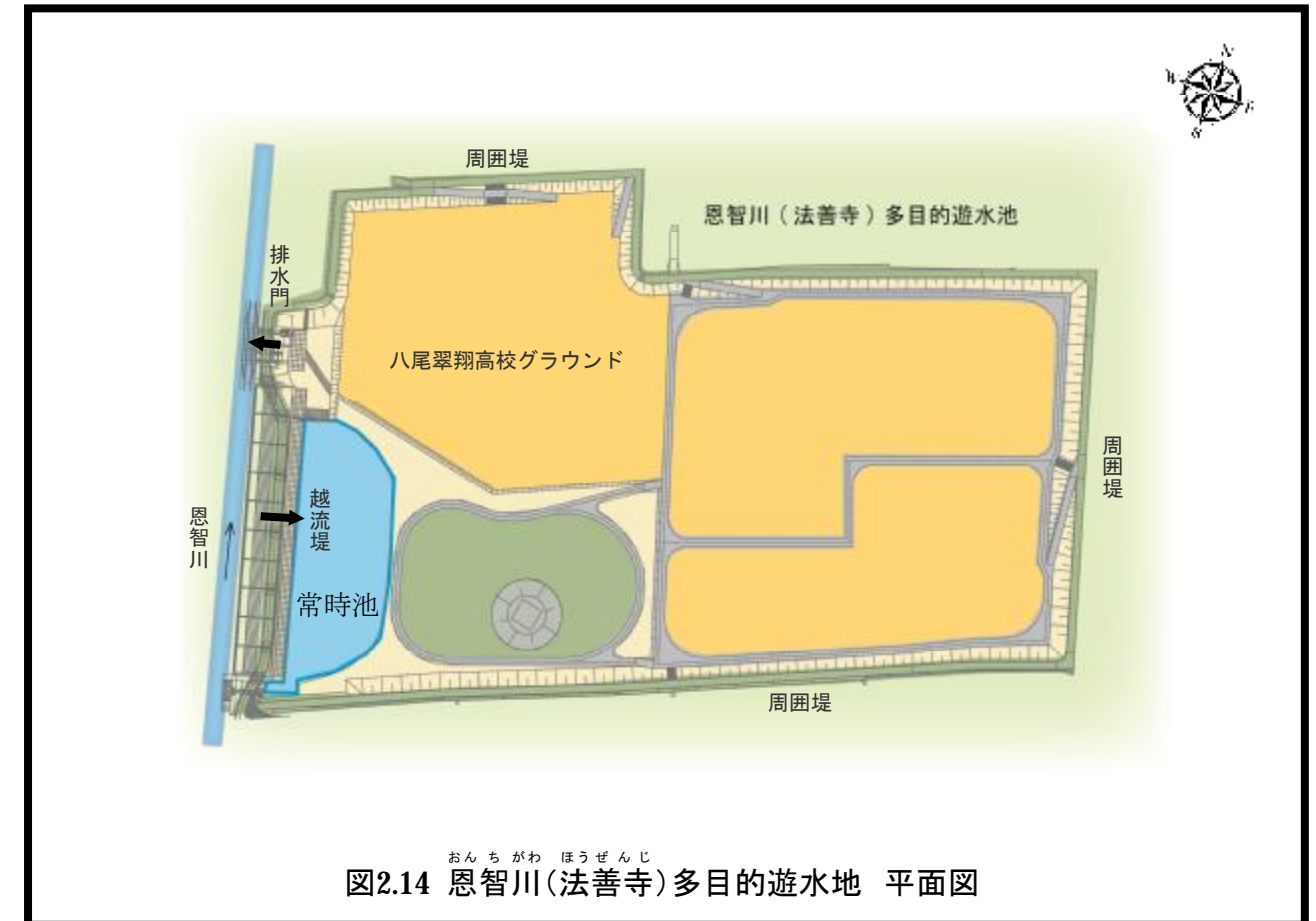 N
W
E
S
周囲堤
恩智川（法善寺）多目的遊水池
排水門
八尾翠翔高校グラウンド
周囲堤
越流堤
恩智川
常時池
周囲堤
おんちがわ ほうぜんじ
図2.14 恩智川（法善寺）多目的遊水地 平面図